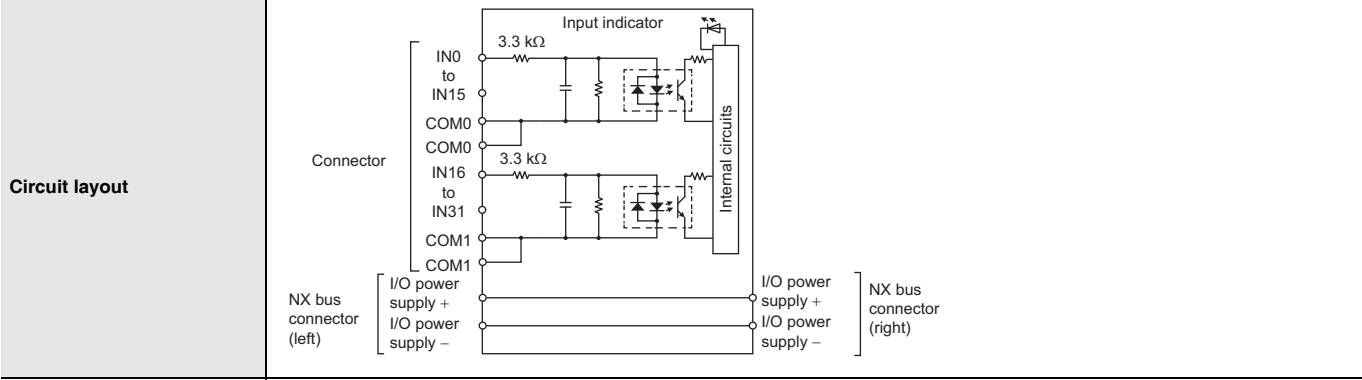 Circuit layout
Input indicator
Connector
IN0
to
IN15
COM0
COM0
IN16
to
IN31
COM1
COM1
3.3 kΩ
3.3 kΩ
Internal circuits
NX bus
connector
(left)
I/O power
supply +
I/O power
supply −
I/O power
supply +
I/O power
supply −
NX bus
connector
(right)